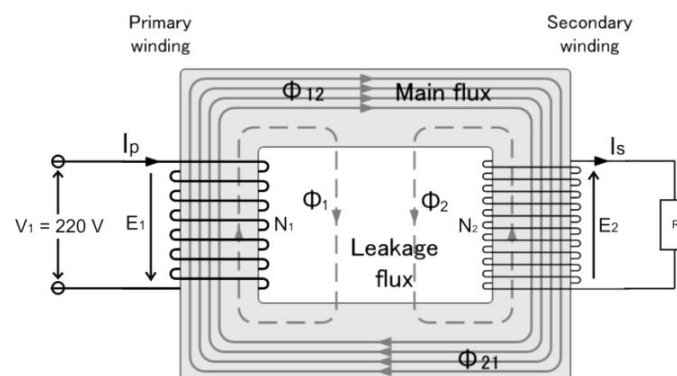 Primary
winding
Secondary
winding
Φ12
Main flux
Ip
Is
Φ1
Φ2
V1 = 220 V
E1
N1
N2
E2
R
Leakage
flux
Φ21